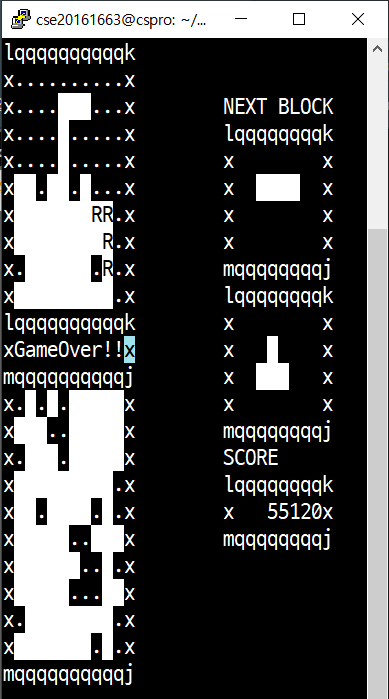 cse20161663@cspro: ~/...
lqqqqqqqqqqk
x..........x
x....   ...x        NEXT BLOCK
x.... .....x        lqqqqqqqqk
x.... .....x        x        x
x  .  . ...x        x        x
x       RR.x        x        x
x        R.x        x        x
x.      .R.x        mqqqqqqqqj
x         .x        lqqqqqqqqk
lqqqqqqqqqqk        x        x
xGameOver!!x        x        x
mqqqqqqqqqqj        x        x
x. . .     x        x        x
x   ..     x        mqqqqqqqqj
x.   .     x        SCORE
x         .x        lqqqqqqqqk
x  .    . .x        x   55120x
x     ..   x        mqqqqqqqqj
x      .. .x
x     ... .x
x.        .x
x       . .x
mqqqqqqqqqqj